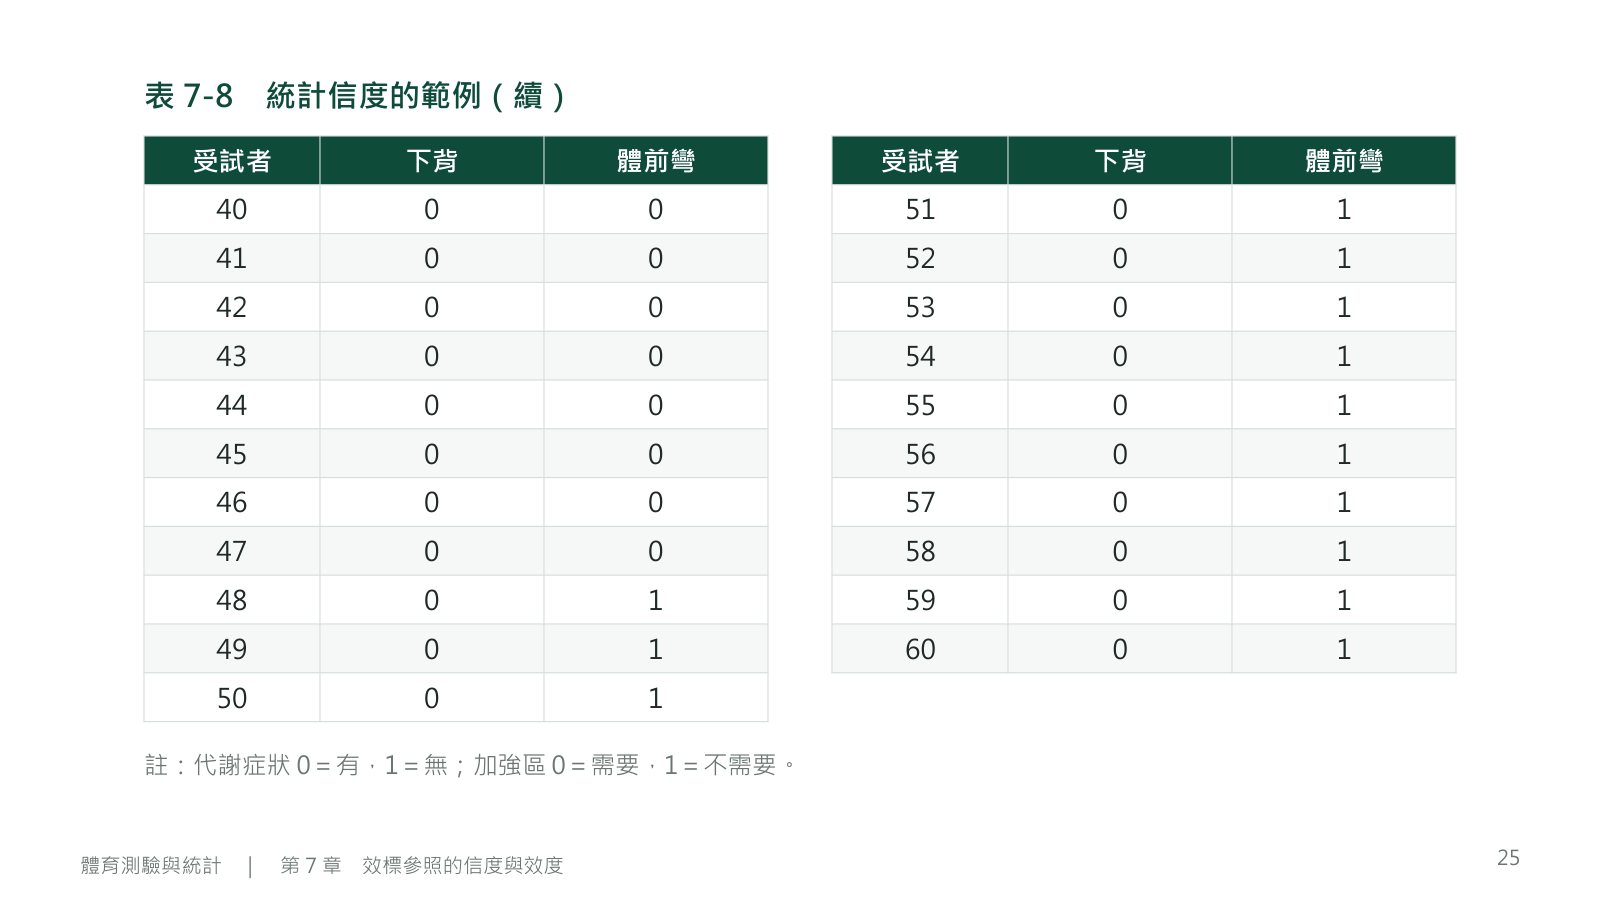 表 7-8　統計信度的範例（續）
受試者 下背 體前彎
40 0 0
41 0 0
42 0 0
43 0 0
44 0 0
45 0 0
46 0 0
47 0 0
48 0 1
49 0 1
50 0 1
受試者 下背 體前彎
51 0 1
52 0 1
53 0 1
54 0 1
55 0 1
56 0 1
57 0 1
58 0 1
59 0 1
60 0 1
註：代謝症狀 0＝有，1＝無；加強區 0＝需要，1＝不需要。
體育測驗與統計　｜　第 7 章　效標參照的信度與效度
25